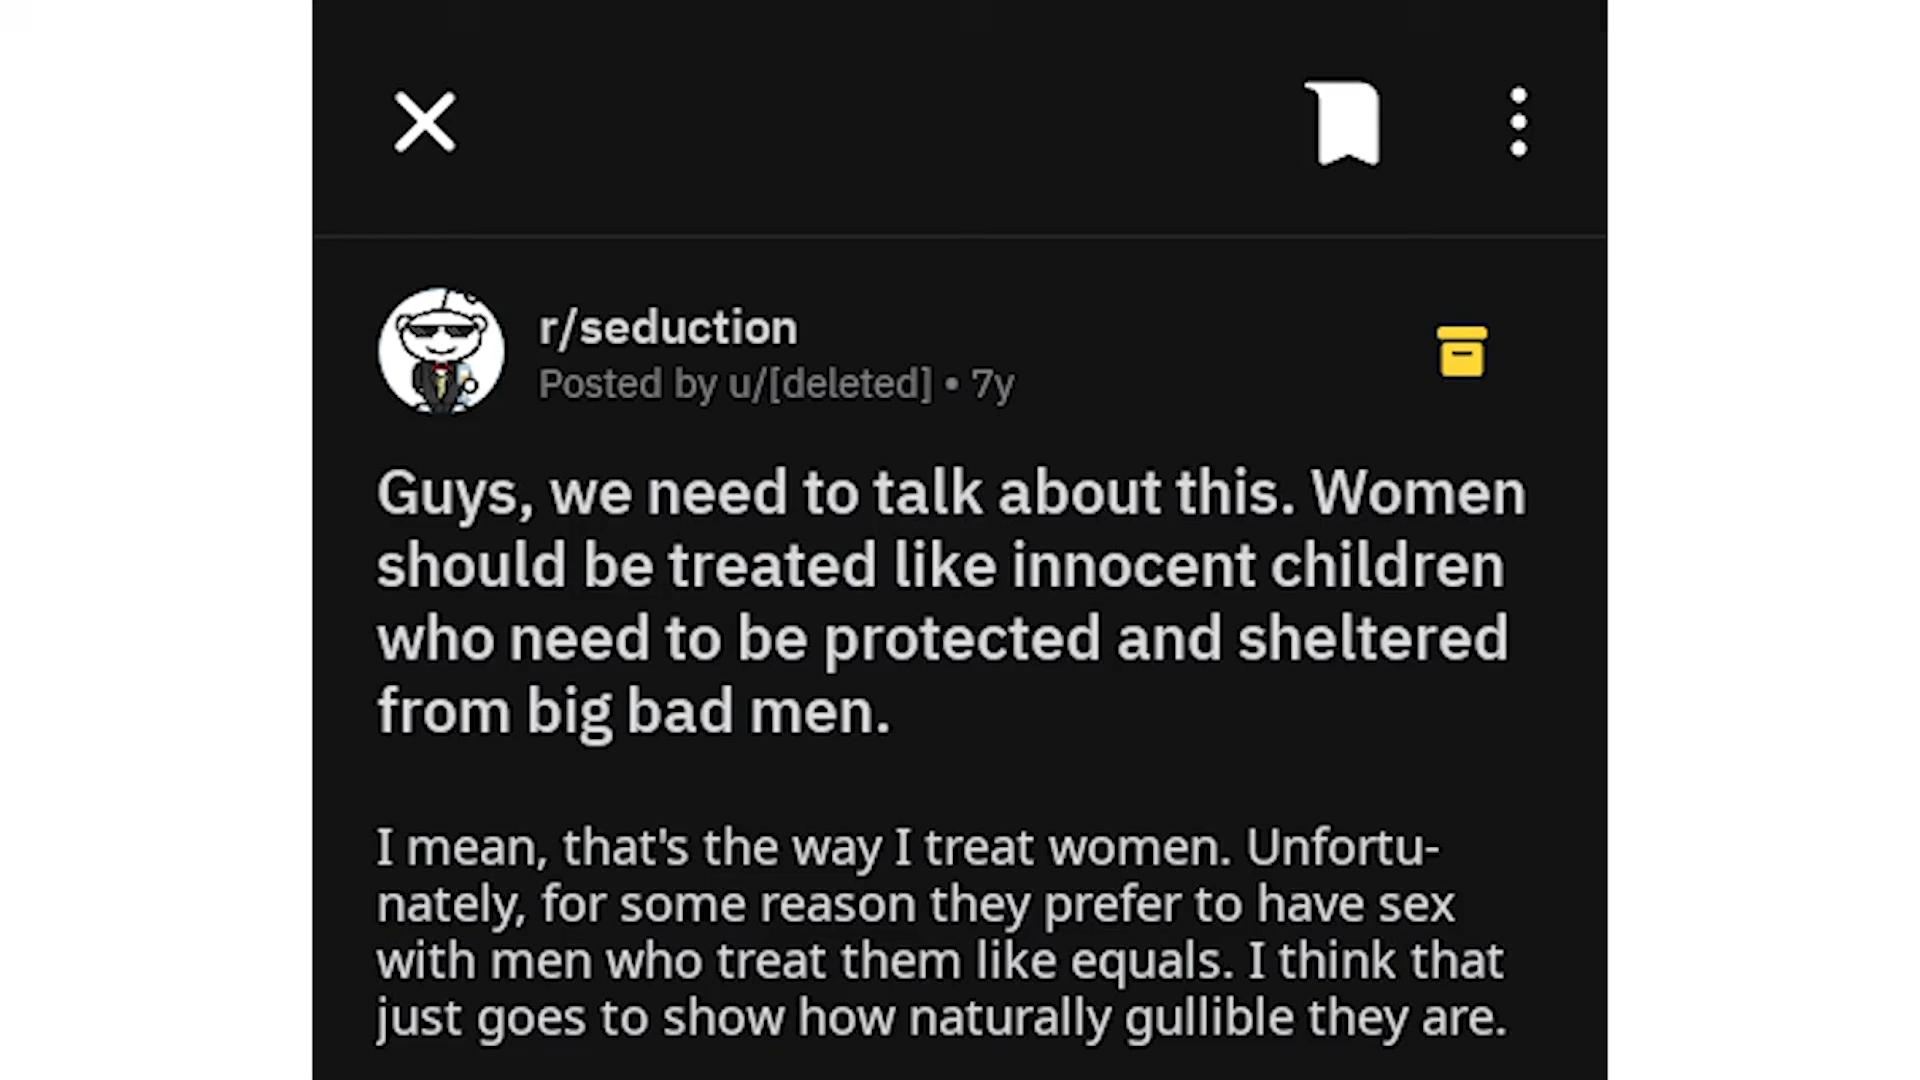 r/seduction
Posted by u/[deleted] • 7y
Guys, we need to talk about this. Women
should be treated like innocent children
who need to be protected and sheltered
from big bad men.
I mean, that's the way I treat women. Unfortu-
nately, for some reason they prefer to have sex
with men who treat them like equals. I think that
just goes to show how naturally gullible they are.